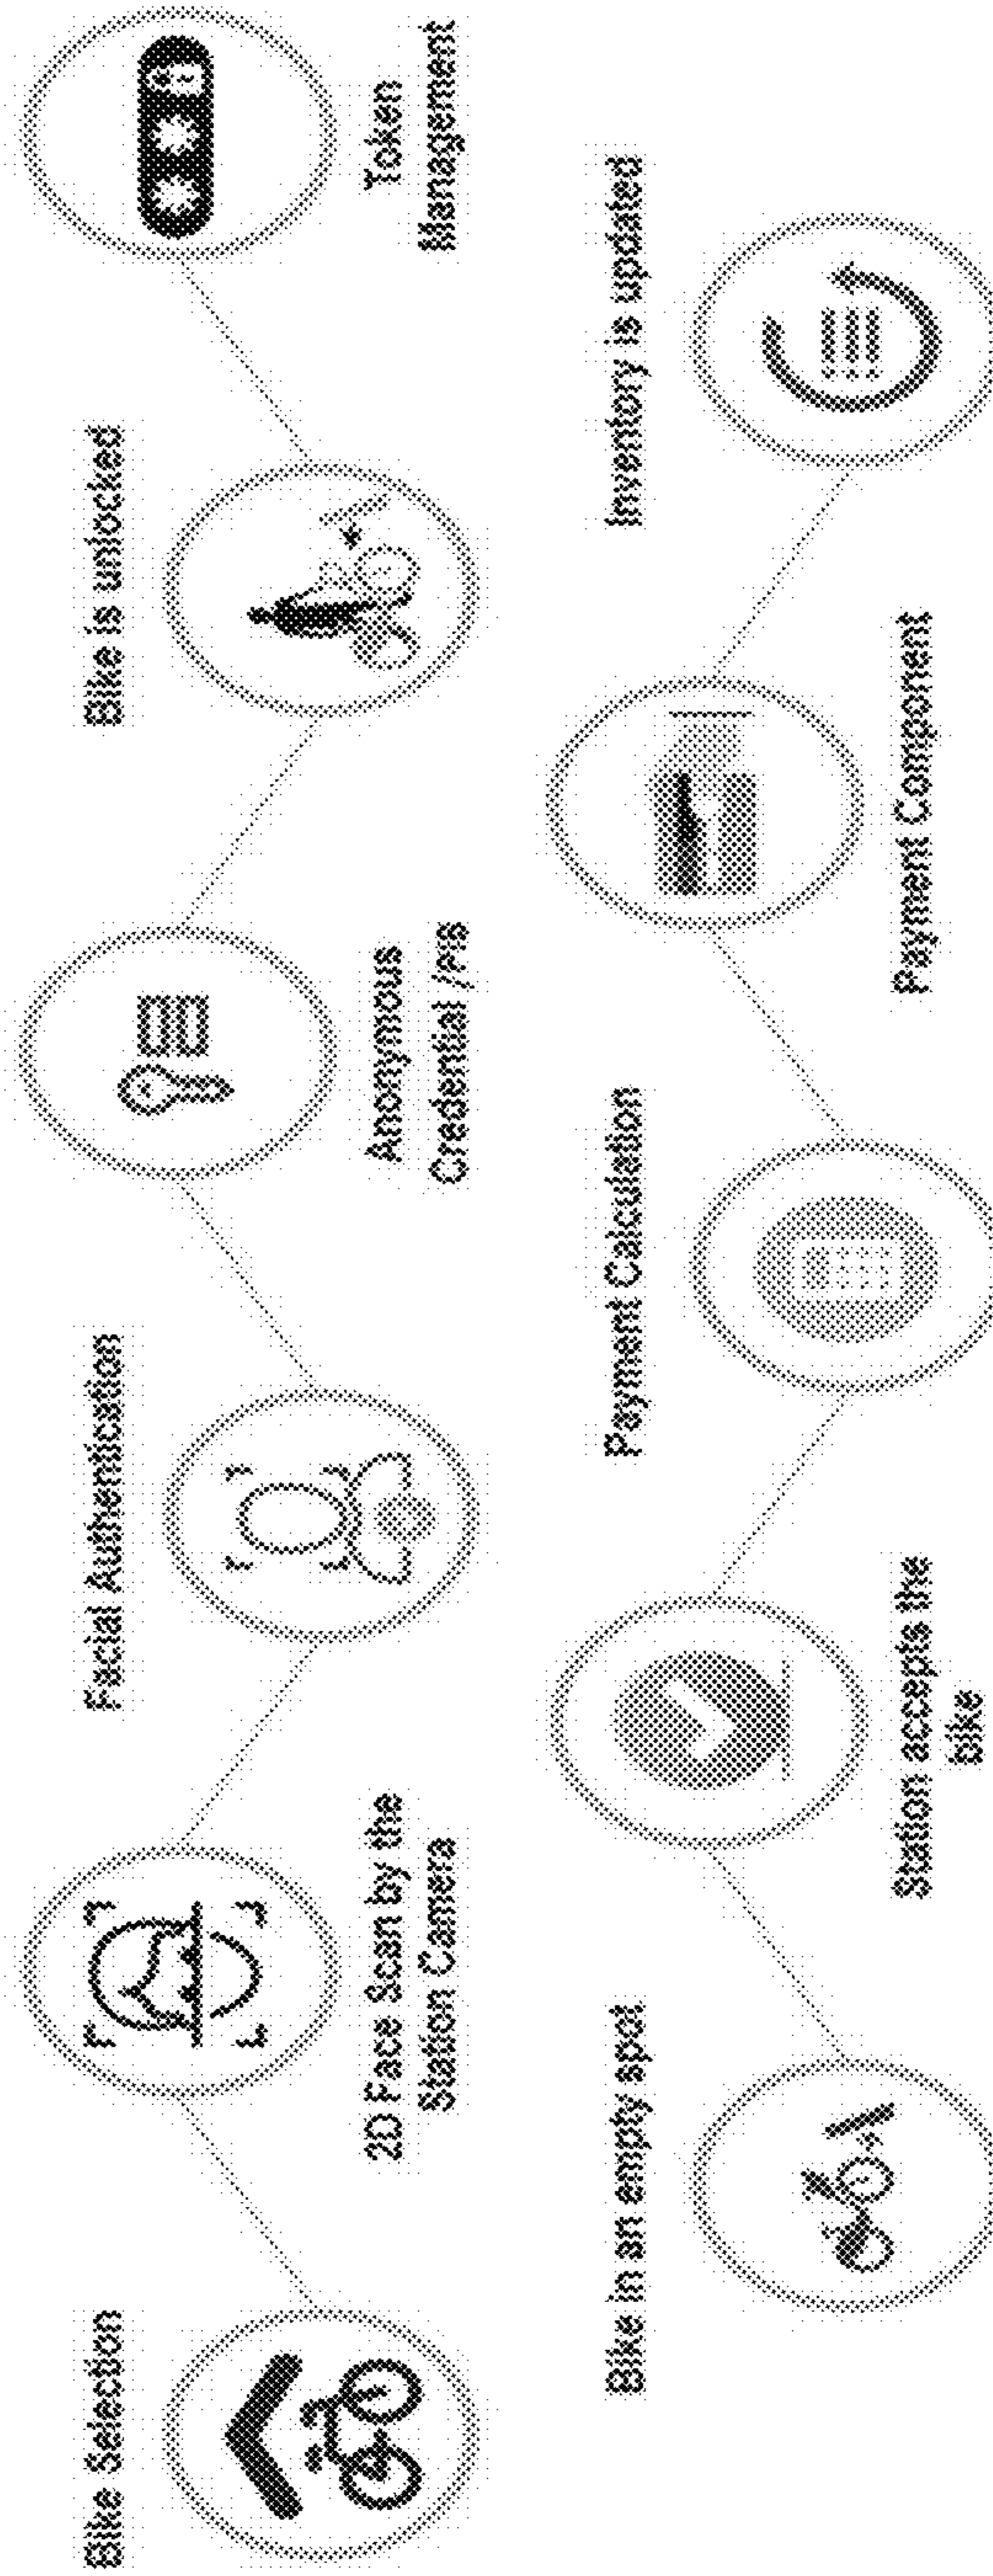 Bike Selection
2D Face Scan by the
Station Camera
Facial Authentication
Anonymous
Credential /PIB
Bike is unlocked
Token
Management
Bike in an empty spot
Station accepts the
bike
Payment Calculation
Payment Component
Inventory is updated